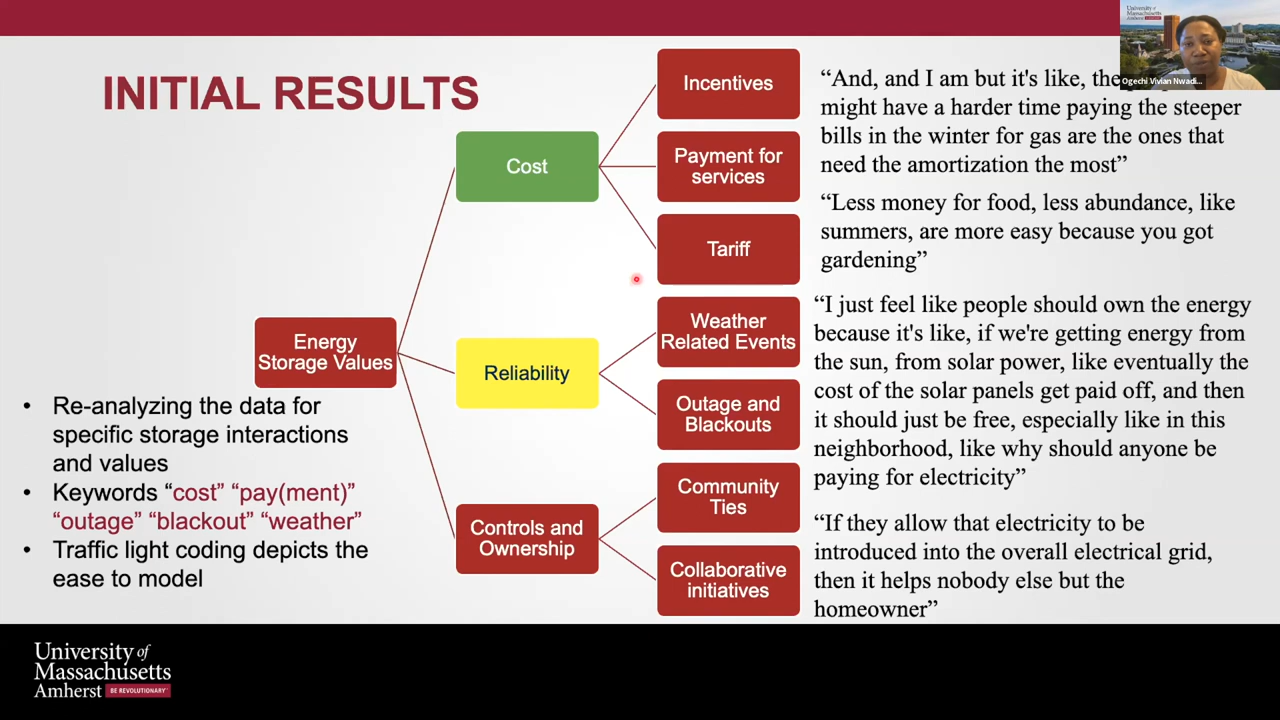 University of
Massachusetts
Amherst
Ogechi Vivian Nwadi...
INITIAL RESULTS
Energy
Storage Values
Cost
Reliability
Controls and
Ownership
Incentives
Payment for
services
Tariff
Weather
Related Events
Outage and
Blackouts
Community
Ties
Collaborative
initiatives
• Re-analyzing the data for
specific storage interactions
and values
• Keywords “cost” “pay(ment)”
“outage” “blackout” “weather”
• Traffic light coding depicts the
ease to model
“And, and I am but it's like, the
might have a harder time paying the steeper
bills in the winter for gas are the ones that
need the amortization the most”
“Less money for food, less abundance, like
summers, are more easy because you got
gardening”
“I just feel like people should own the energy
because it's like, if we're getting energy from
the sun, from solar power, like eventually the
cost of the solar panels get paid off, and then
it should just be free, especially like in this
neighborhood, like why should anyone be
paying for electricity”
“If they allow that electricity to be
introduced into the overall electrical grid,
then it helps nobody else but the
homeowner”
University of
Massachusetts
Amherst BE REVOLUTIONARY™